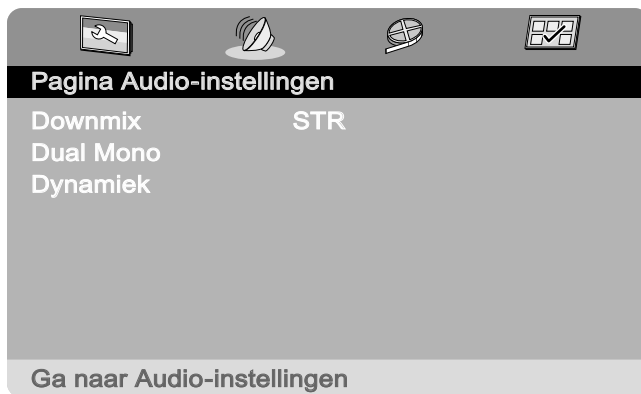 Pagina Audio-instellingen
Downmix STR
Dual Mono
Dynamiek
Ga naar Audio-instellingen